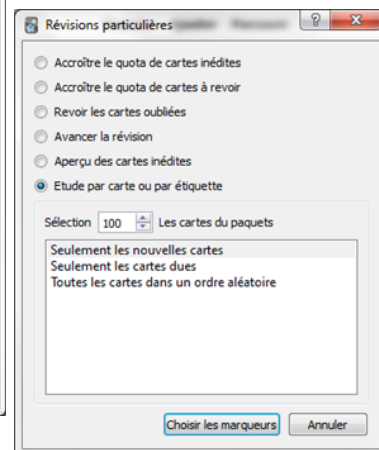 Révisions particulières
Accroître le quota de cartes inédites
Accroître le quota de cartes à revoir
Revoir les cartes oubliées
Avancer la révision
Aperçu des cartes inédites
Etude par carte ou par étiquette
Sélection 100 Les cartes du paquets
Seulement les nouvelles cartes
Seulement les cartes dues
Toutes les cartes dans un ordre aléatoire
Choisir les marqueurs Annuler